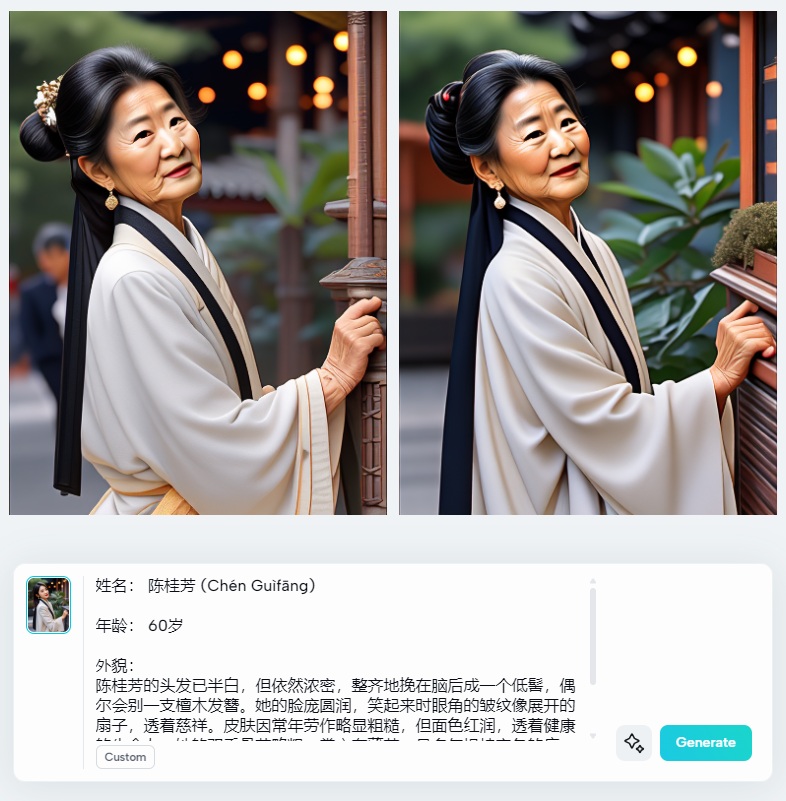 姓名： 陈桂芳 (Chén Guìfāng)
年龄： 60岁
外貌：
陈桂芳的头发已半白，但依然浓密，整齐地挽在脑后成一个低髻，偶
尔会别一支檀木发簪。她的脸庞圆润，笑起来时眼角的皱纹像展开的
扇子，透着慈祥。皮肤因常年劳作略显粗糙，但面色红润，透着健康
Custom
Generate